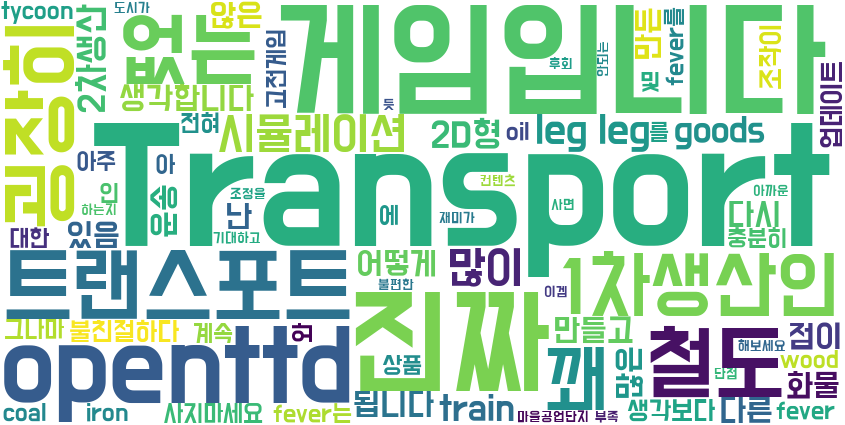 tycoon
도시가
않은
2차생산
굉장히
없는
게임입니다
고전게임
만든
fever를
및
조작이
업데이트
생각합니다
후회
안되는
듯
전혀
시뮬레이션
2D형
oil
leg leg를
goods
Transport
아주
아
운송
인
하는지
조정을
난
에
컨텐츠
재미가
사면
아까운
다시
충분히
대한
있음
기대하고
트랜스포트
어떻게
많이
불편한
이겜
1차생산인
진짜
그나마
불친절하다
계속
허
openttd
상품
만들고
꽤
많은
철도
점이
해보세요
wood
단점
화물
coal
iron
사지마세요
fever는
됩니다
train
마을공업단지
부족
생각보다
다른
fever